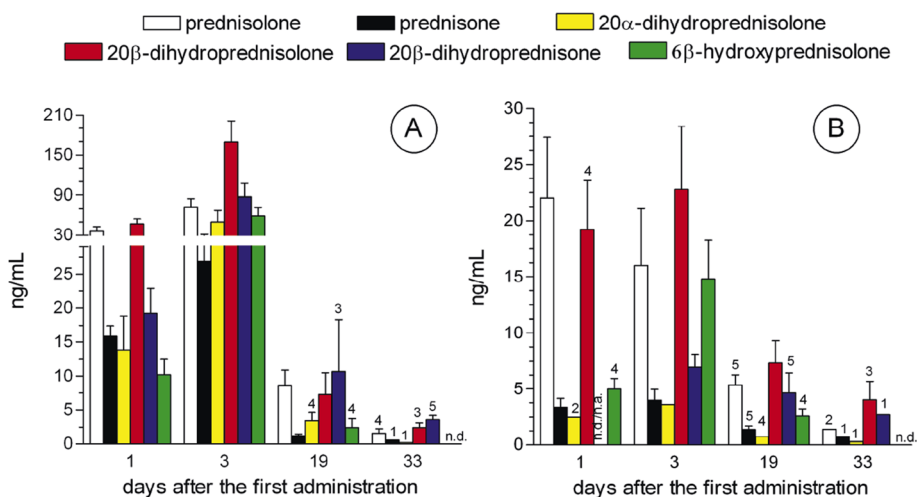 prednisolone prednisone 20α-dihydroprednisolone
20β-dihydroprednisolone 20β-dihydroprednisone 6β-hydroxyprednisolone
A
210
150
90
30
25
20
15
10
5
0
ng/mL
4
3
4
4
1
1
3
5
n.d.
1 3 19 33
days after the first administration
B
30
25
20
15
10
5
0
ng/mL
2
n.d./n.a.
4
4
5
5
4
5
4
2
1
1
3
1
n.d.
1 3 19 33
days after the first administration